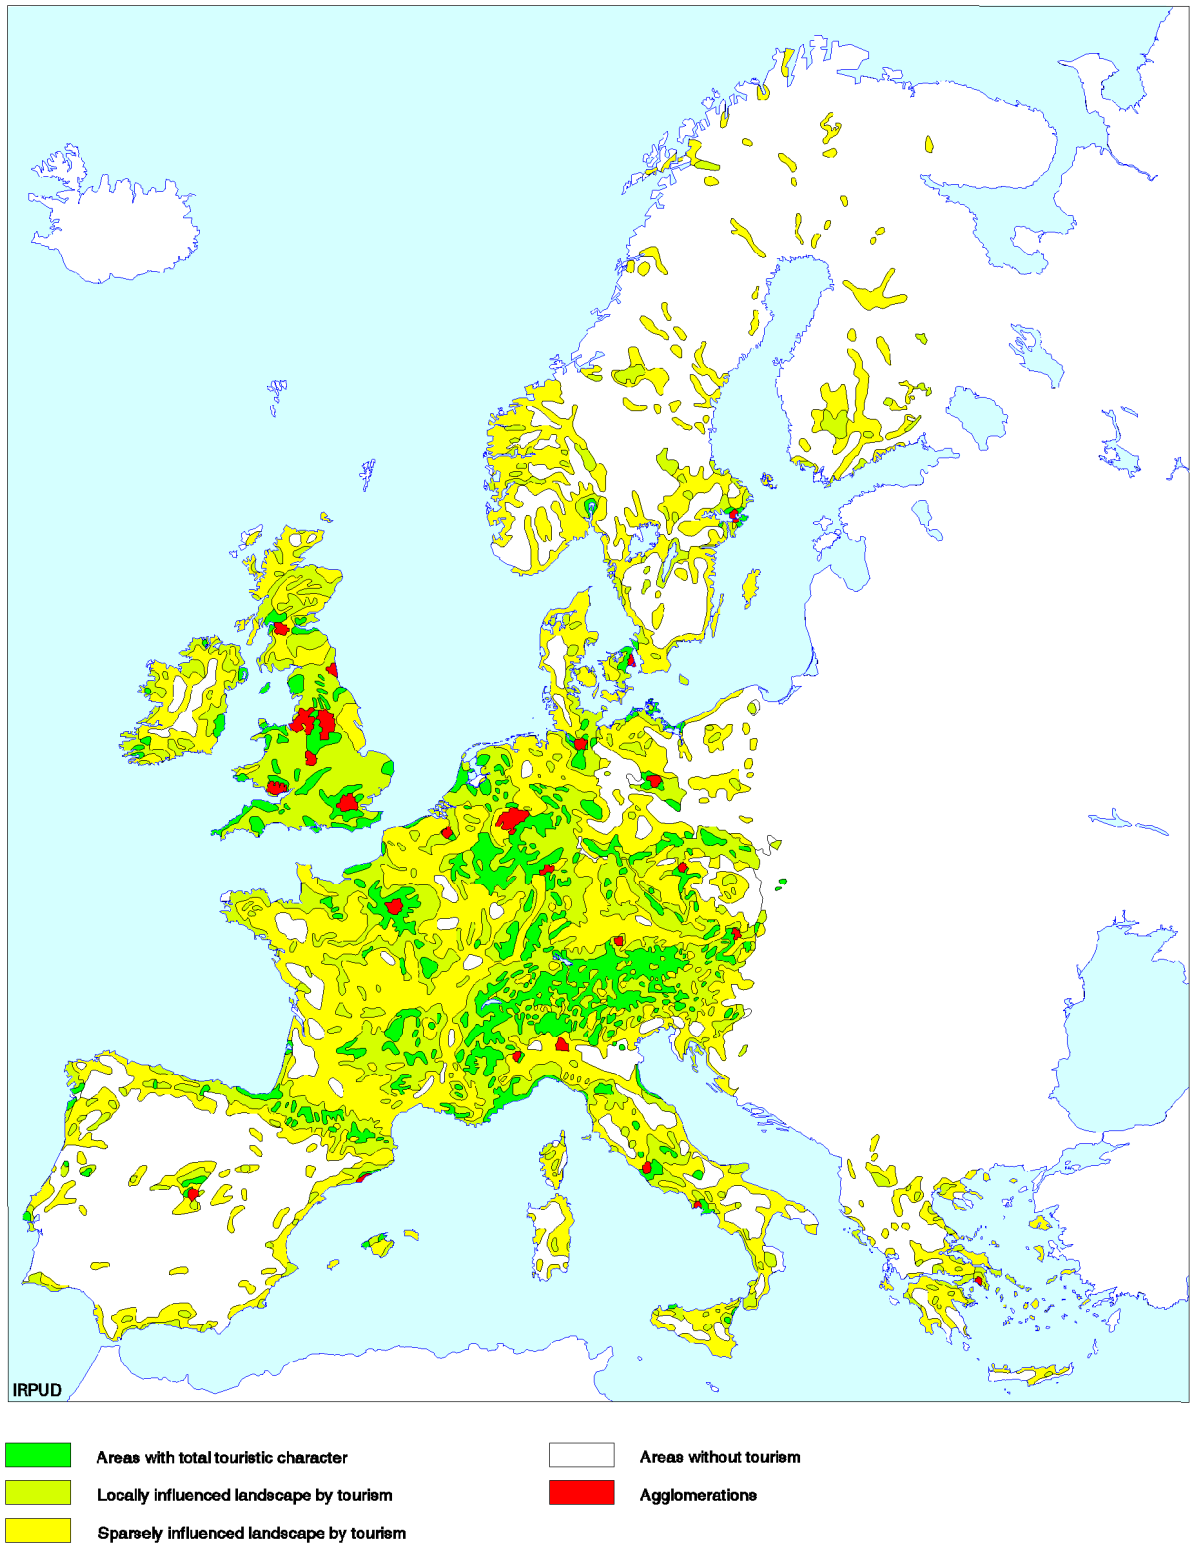 IRPUD
Areas with total touristic character
Locally influenced landscape by tourism
Sparsely influenced landscape by tourism
Areas without tourism
Agglomerations